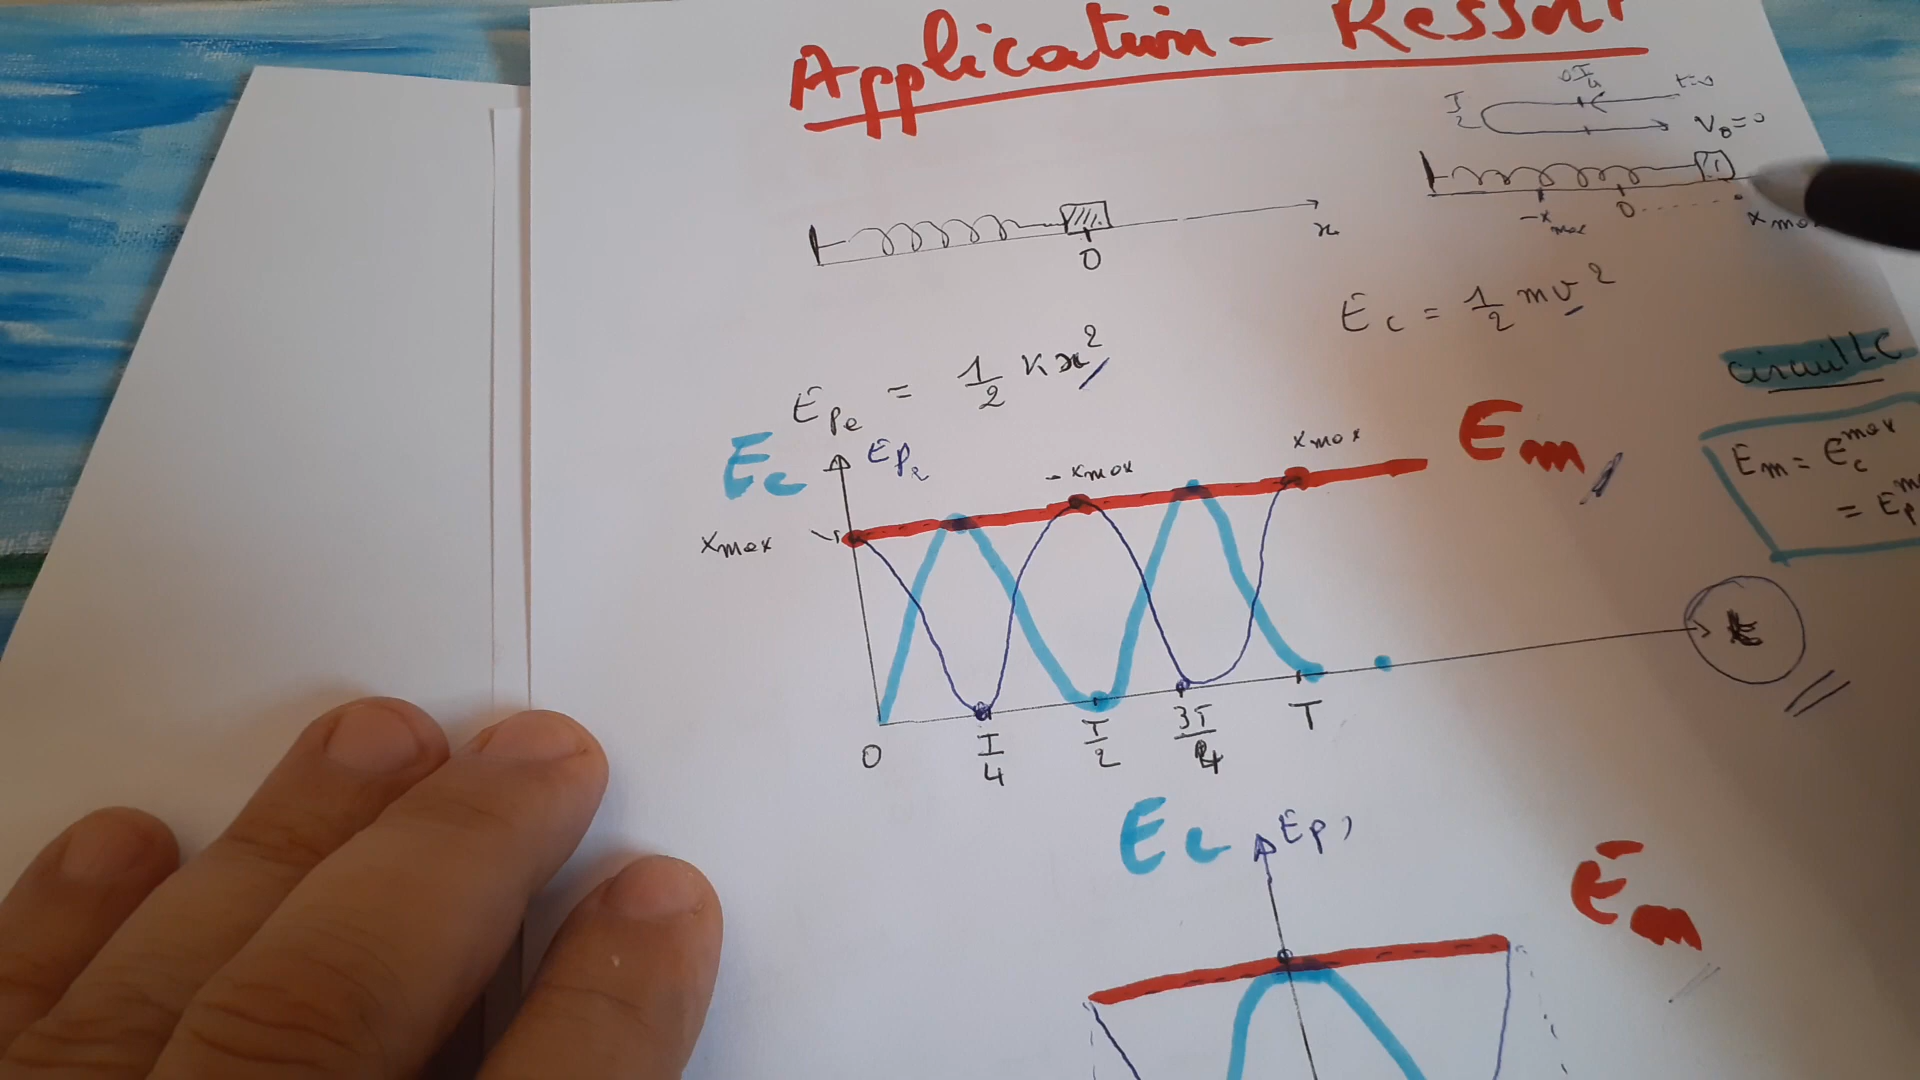 Application - Ressort
0 T/4
t=0
T/2
V0=0
-xmax 0 xmax
0 x
Ec = 1/2 mv²
Epe = 1/2 Kx²
circuit LC
Em = Ec max
= Ep
Ec Epe
xmax -xmax xmax
Em
t
0 T/4 T/2 3T/4 T
Ec Ep,
Em